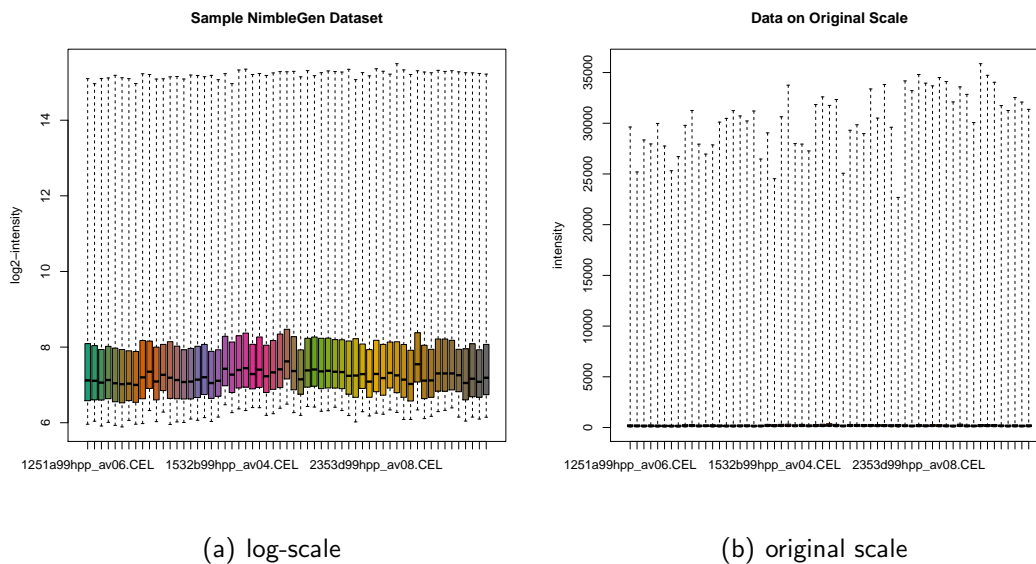 Sample NimbleGen Dataset
log2−intensity
14
12
10
8
6
1251a99hpp_av06.CEL 1532b99hpp_av04.CEL 2353d99hpp_av08.CEL
(a) log-scale
Data on Original Scale
intensity
35000
30000
25000
20000
15000
10000
5000
0
1251a99hpp_av06.CEL 1532b99hpp_av04.CEL 2353d99hpp_av08.CEL
(b) original scale